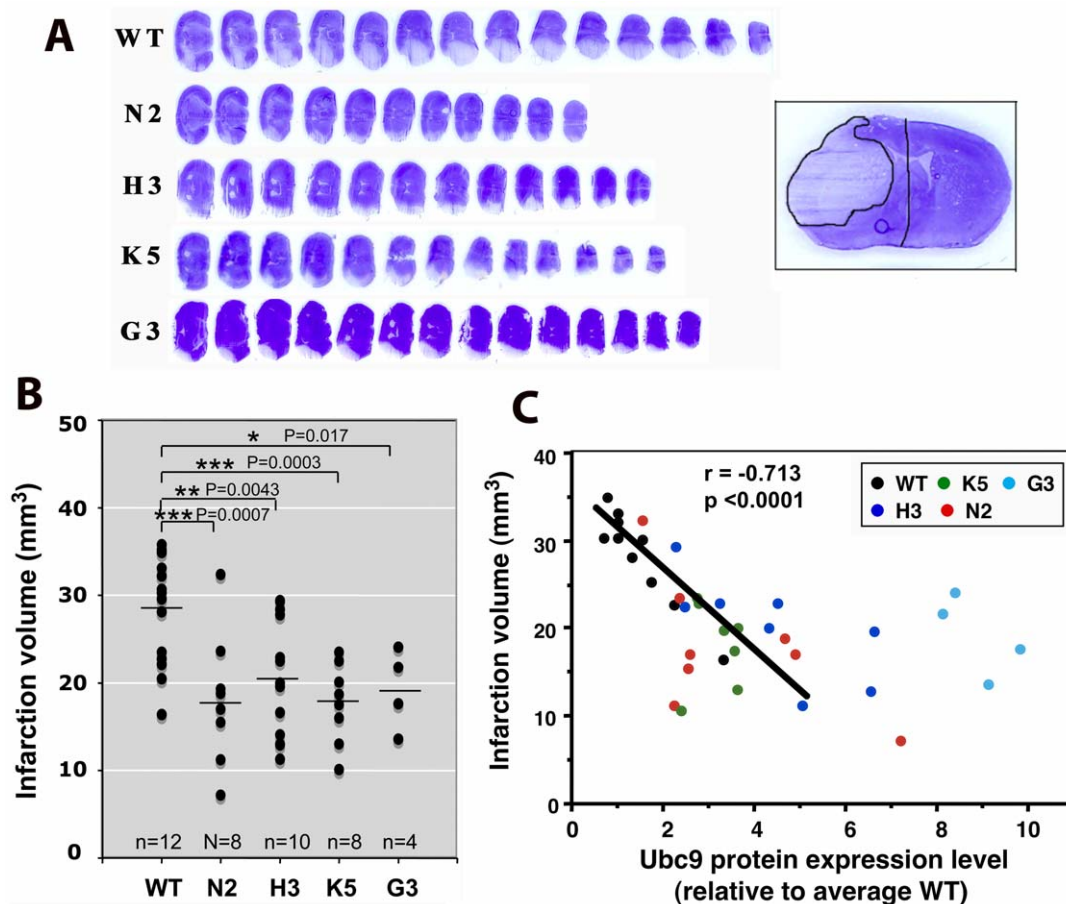 A
WT
N2
H3
K5
G3
B
Infarction volume (mm³)
50
40
30
20
10
0
* P=0.017
*** P=0.0003
** P=0.0043
*** P=0.0007
n=12 N=8 n=10 n=8 n=4
WT N2 H3 K5 G3
C
Infarction volume (mm³)
40
30
20
10
0
r = -0.713
p <0.0001
WT K5 G3
H3 N2
0 2 4 6 8 10
Ubc9 protein expression level
(relative to average WT)